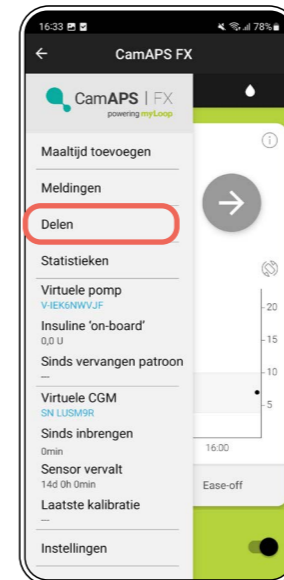 16:33
78%
CamAPS FX
CamAPS | FX
powering myLoop
Maaltijd toevoegen
Meldingen
Delen
Statistieken
Virtuele pomp
V-IEK6NWVJF
Insuline 'on-board'
0,0 U
Sinds vervangen patroon
—
Virtuele CGM
SN LUSM9R
Sinds inbrengen
0min
Sensor vervalt
14d 0h 0min
Laatste kalibratie
—
Instellingen
20
15
10
5
16:00
Ease-off